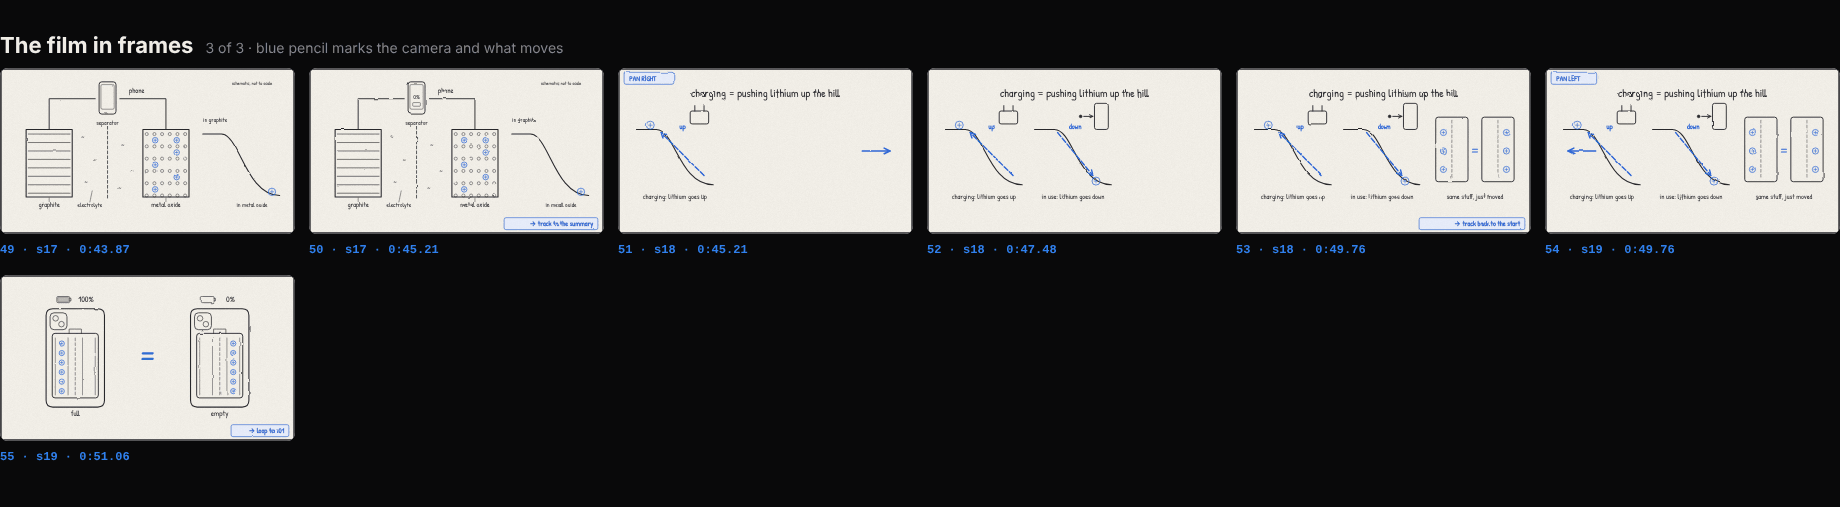 The film in frames 3 of 3 · blue pencil marks the camera and what moves
schematic, not to scale
phone
separator
in graphite
graphite
electrolyte
metal oxide
in metal oxide
49 · s17 · 0:43.87
schematic, not to scale
0%
phone
separator
in graphite
graphite
electrolyte
metal oxide
in metal oxide
→ track to the summary
50 · s17 · 0:45.21
PAN RIGHT
charging = pushing lithium up the hill
up
charging: lithium goes up
51 · s18 · 0:45.21
charging = pushing lithium up the hill
up
down
charging: lithium goes up
in use: lithium goes down
52 · s18 · 0:47.48
charging = pushing lithium up the hill
up
down
=
charging: lithium goes up
in use: lithium goes down
same stuff, just moved
→ track back to the start
53 · s18 · 0:49.76
PAN LEFT
charging = pushing lithium up the hill
up
down
=
charging: lithium goes up
in use: lithium goes down
same stuff, just moved
54 · s19 · 0:49.76
100%
0%
=
full
empty
→ loop to s01
55 · s19 · 0:51.06